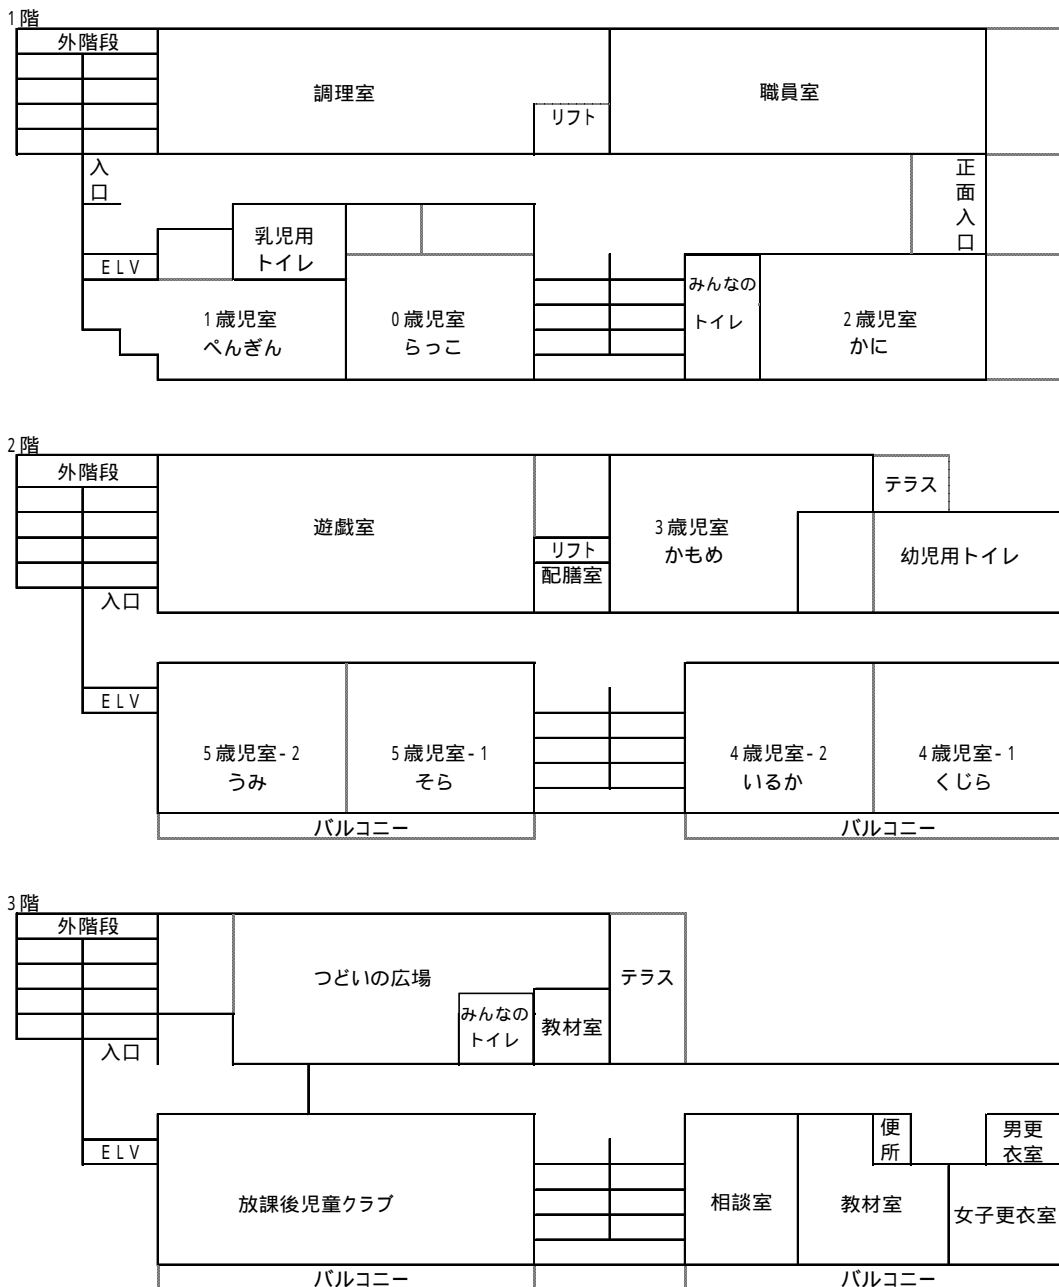 1階
外階段
調理室
職員室
リフト
入
口
正
面
入
口
乳児用
トイレ
ELV
みんなの
トイレ
1歳児室
ぺんぎん
0歳児室
らっこ
2歳児室
かに
2階
外階段
テラス
遊戯室
3歳児室
かもめ
リフト
配膳室
幼児用トイレ
入口
ELV
5歳児室-2
うみ
5歳児室-1
そら
4歳児室-2
いるか
4歳児室-1
くじら
バルコニー
バルコニー
3階
外階段
つどいの広場
テラス
みんなの
トイレ
教材室
入口
ELV
便
所
男更
衣室
放課後児童クラブ
相談室
教材室
女子更衣室
バルコニー
バルコニー